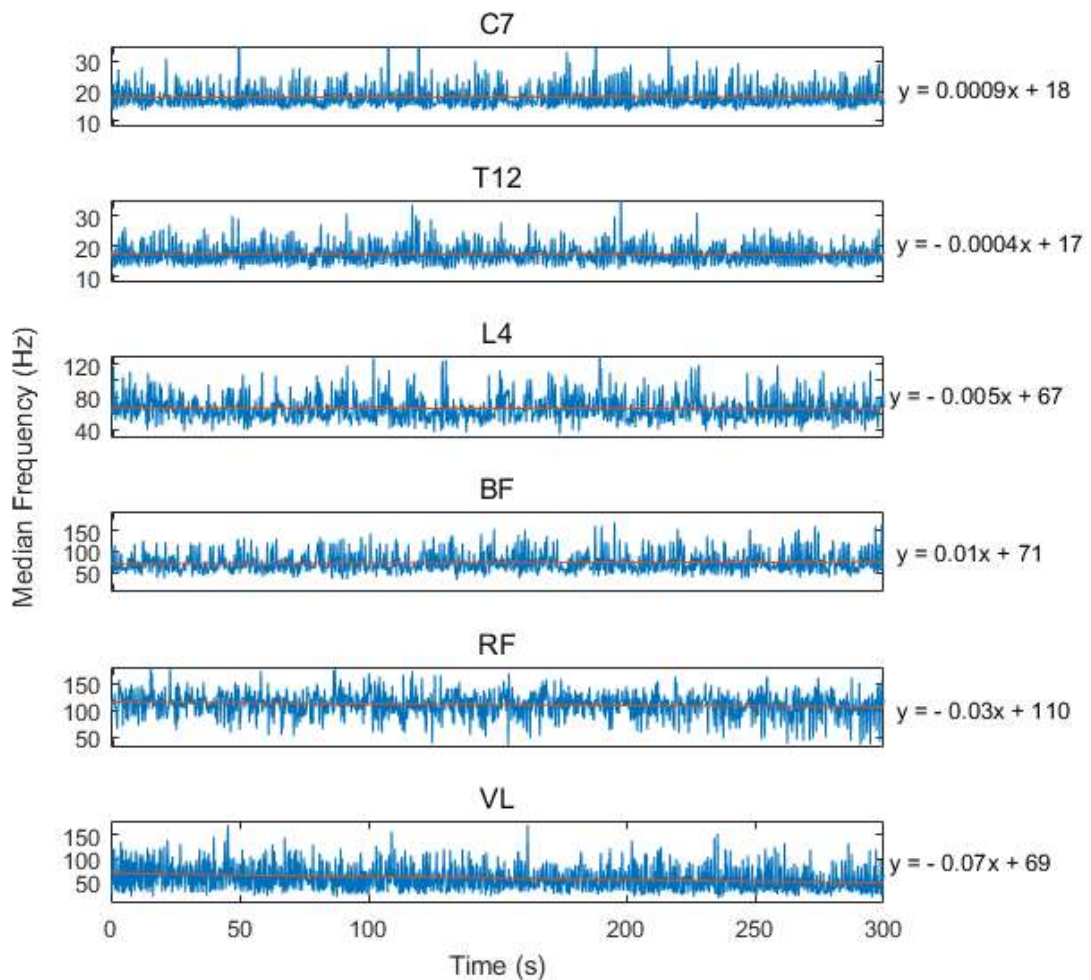 C7
30
20
10
y = 0.0009x + 18
T12
30
20
10
y = - 0.0004x + 17
Median Frequency (Hz)
L4
120
80
40
y = - 0.005x + 67
BF
150
100
50
y = 0.01x + 71
RF
150
100
50
y = - 0.03x + 110
VL
150
100
50
y = - 0.07x + 69
0 50 100 150 200 250 300
Time (s)